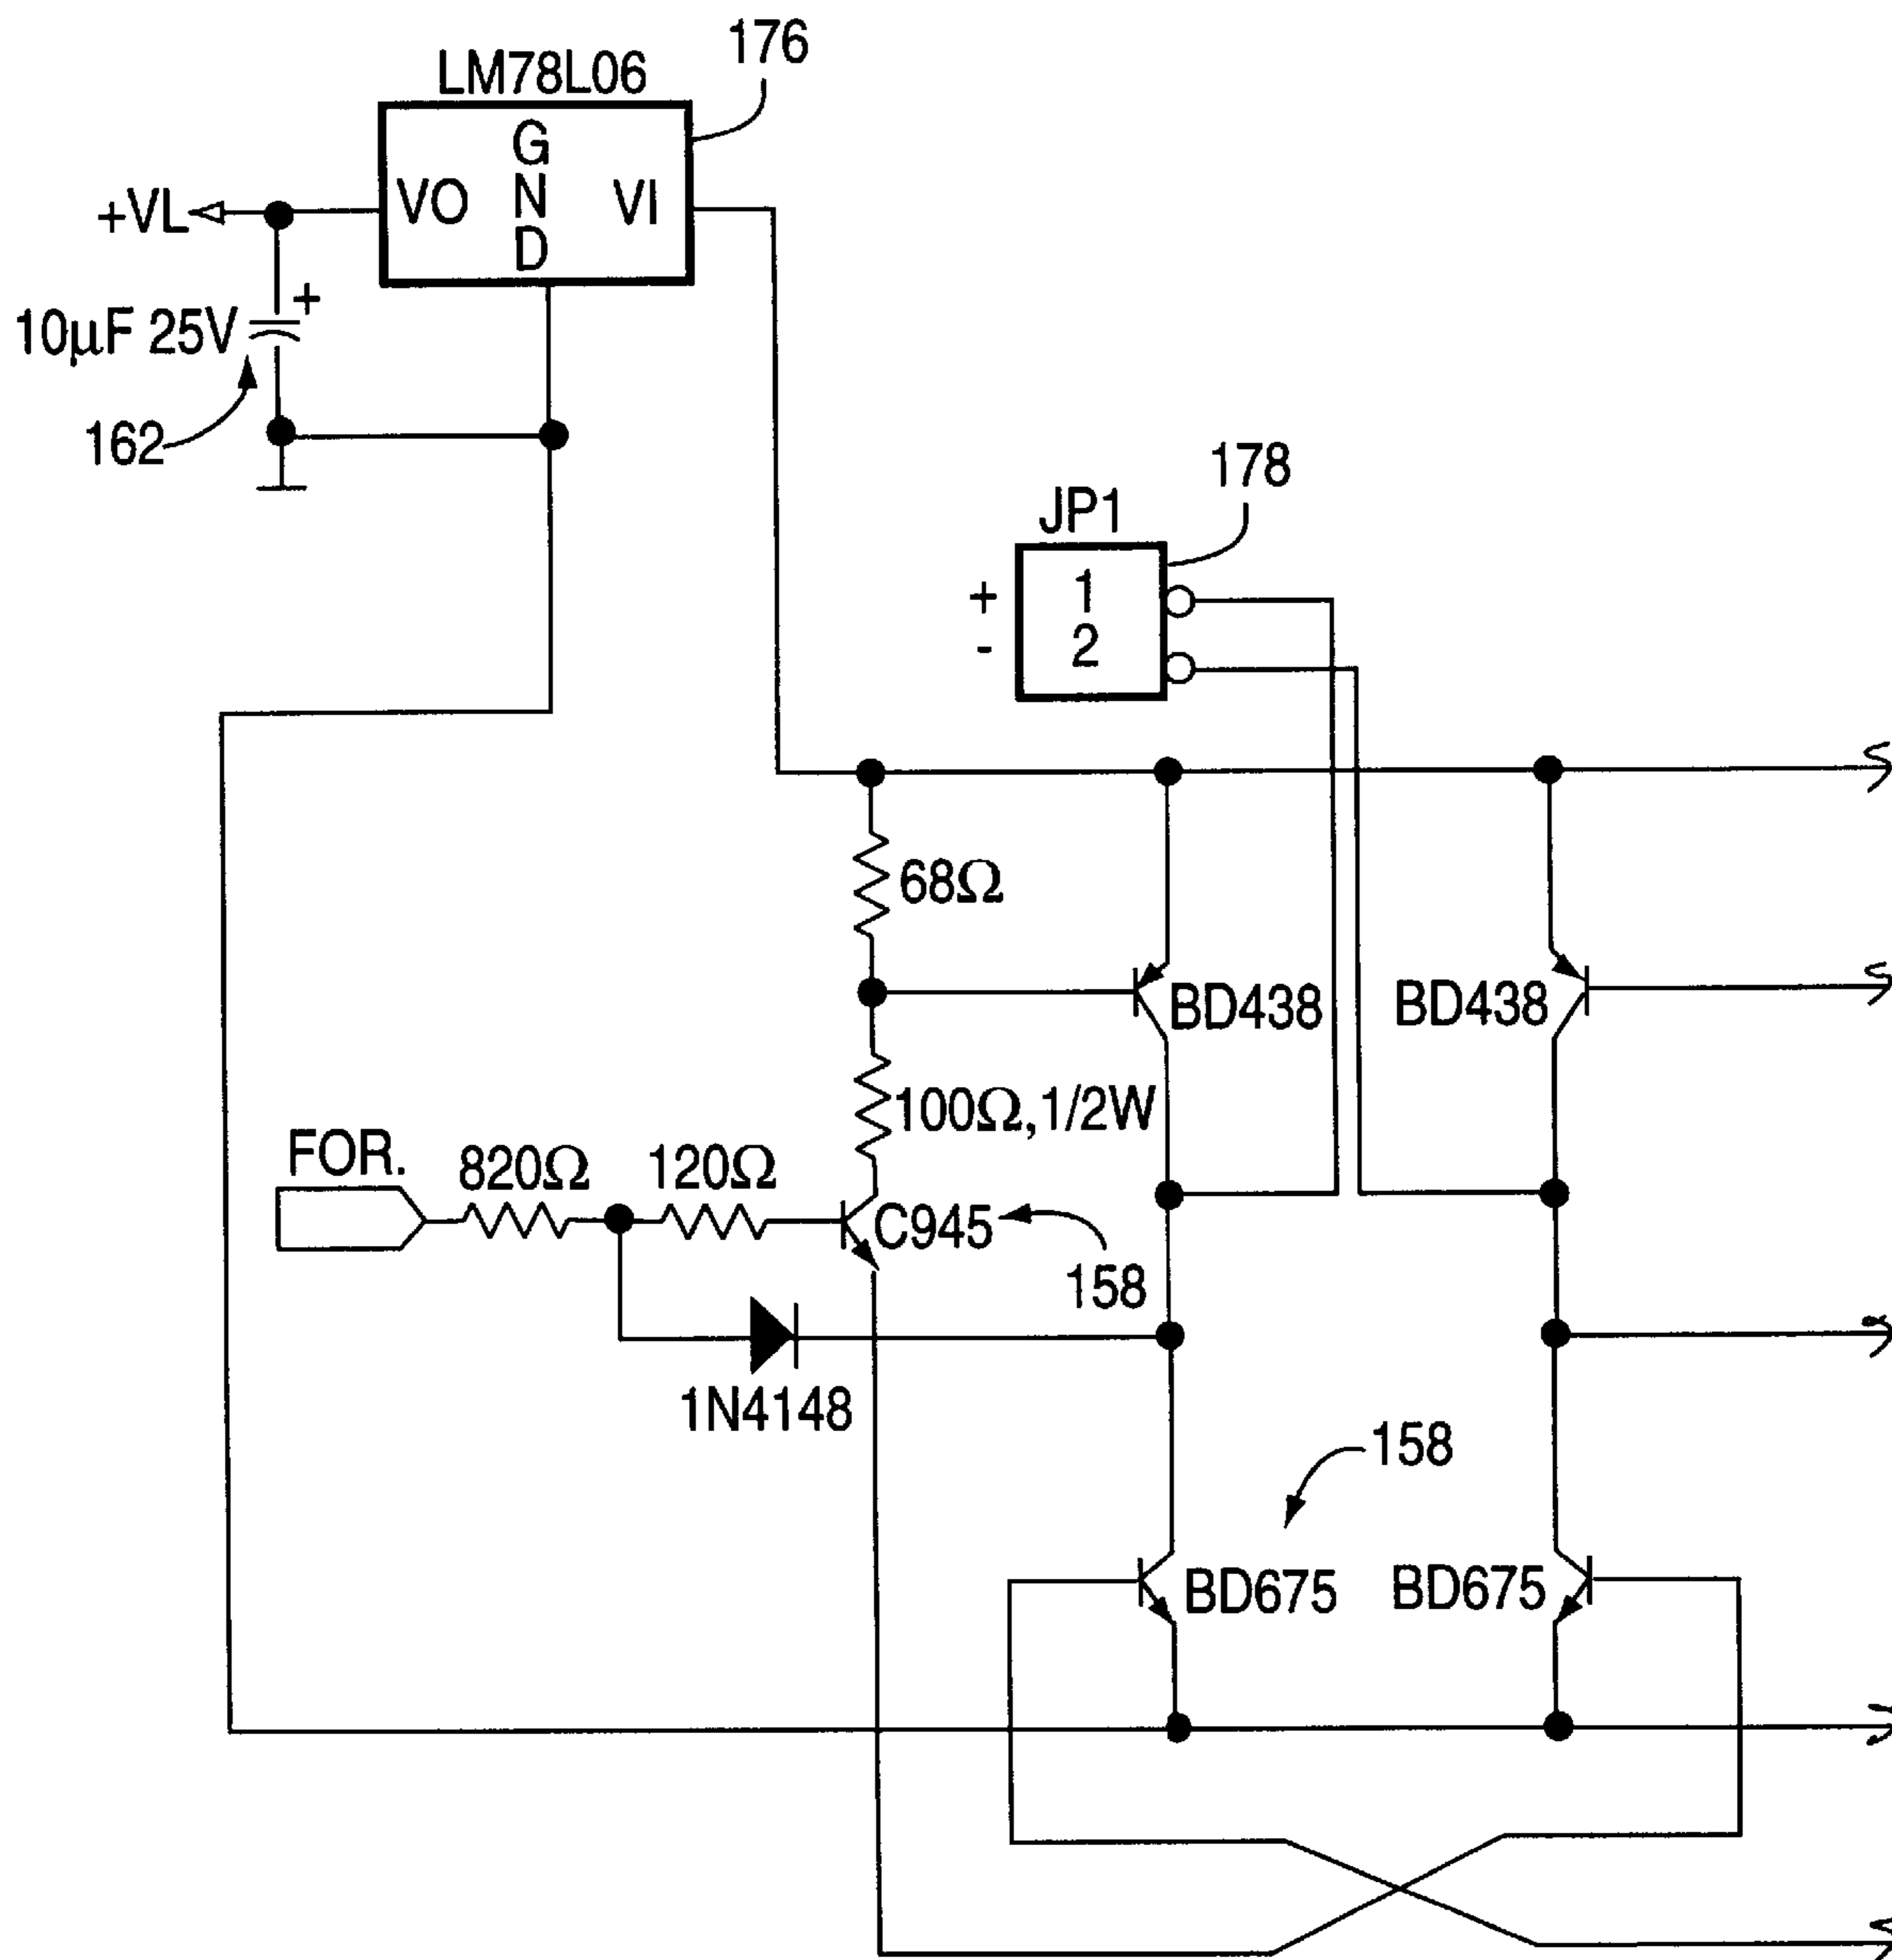 176
LM78L06
VO
GND
VI
+VL
+
10µF 25V
162
178
JP1
+ 1
- 2
68Ω
BD438
BD438
100Ω,1/2W
FOR.
820Ω
120Ω
C945
158
1N4148
158
BD675
BD675